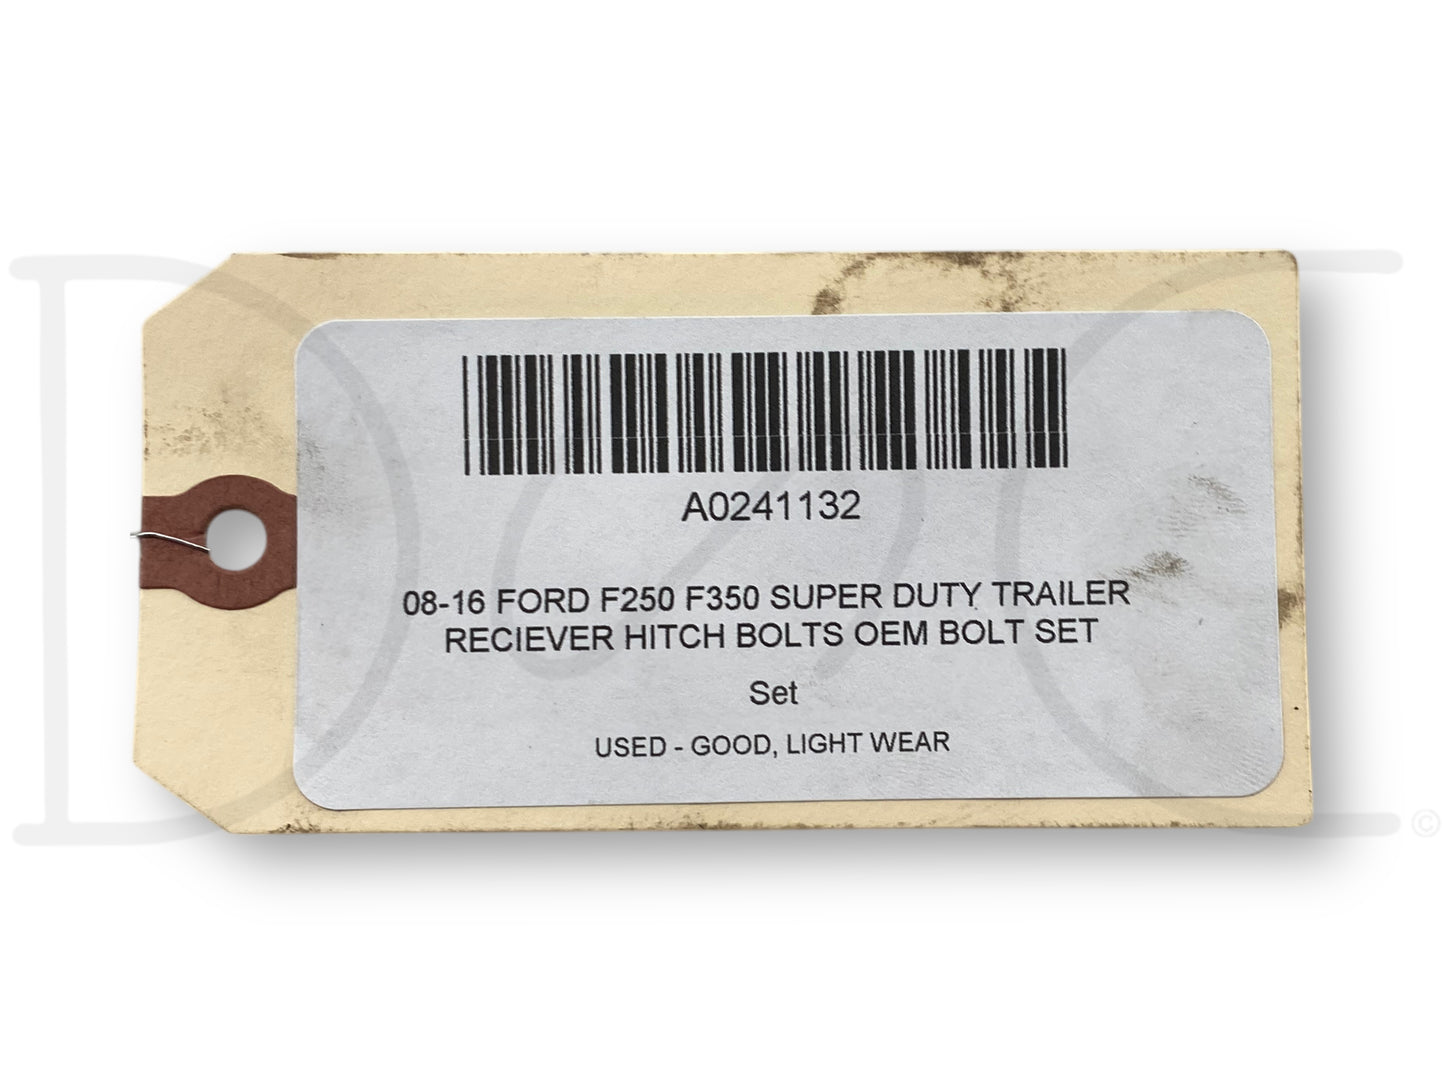 A0241132
08-16 FORD F250 F350 SUPER DUTY TRAILER
RECIEVER HITCH BOLTS OEM BOLT SET
Set
USED - GOOD, LIGHT WEAR
©